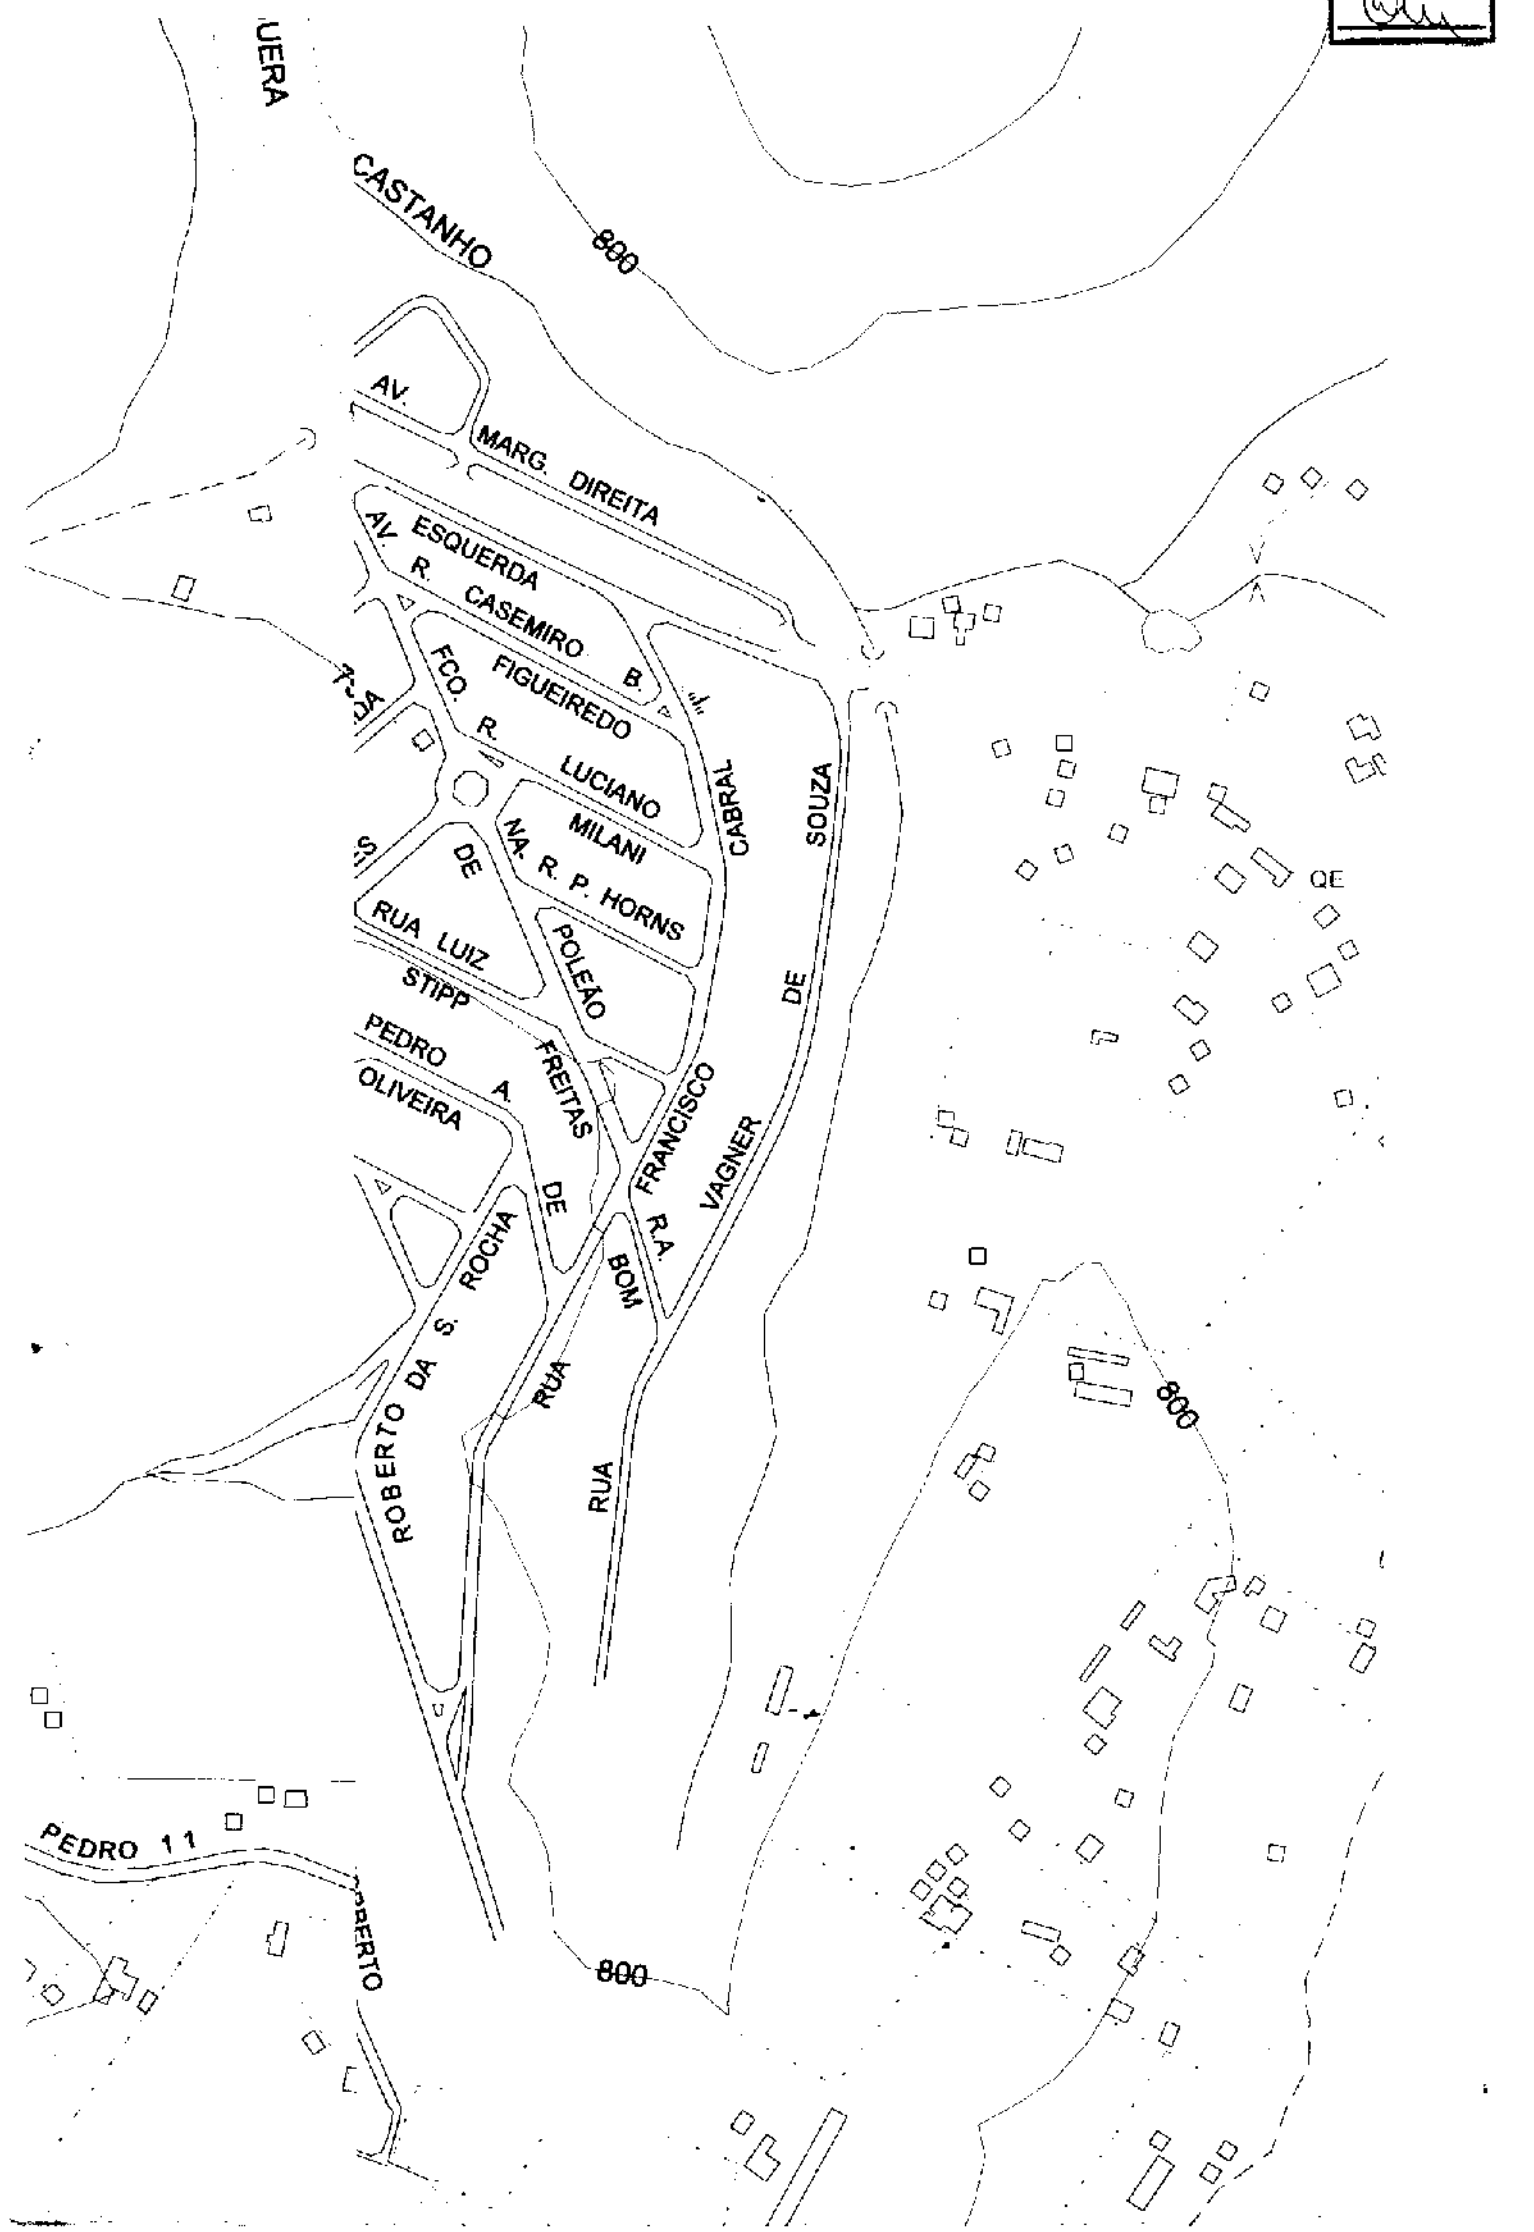 UERA
CASTANHO
800
AV.
MARG. DIREITA
ESQUERDA
AV.
R. CASEMIRO B.
FIGUEIREDO
FCO.
R. LUCIANO
MILANI
CABRAL
SOUZA
NA. R. P. HORNS
DE
S
DA
QE
RUA LUIZ
STIPP
POLEÃO
DE
PEDRO A.
OLIVEIRA
FREITAS
FRANCISCO
VAGNER
DE
R.A.
BOM
ROBERTO DA S. ROCHA
RUA
RUA
800
PEDRO 11
BERTO
800